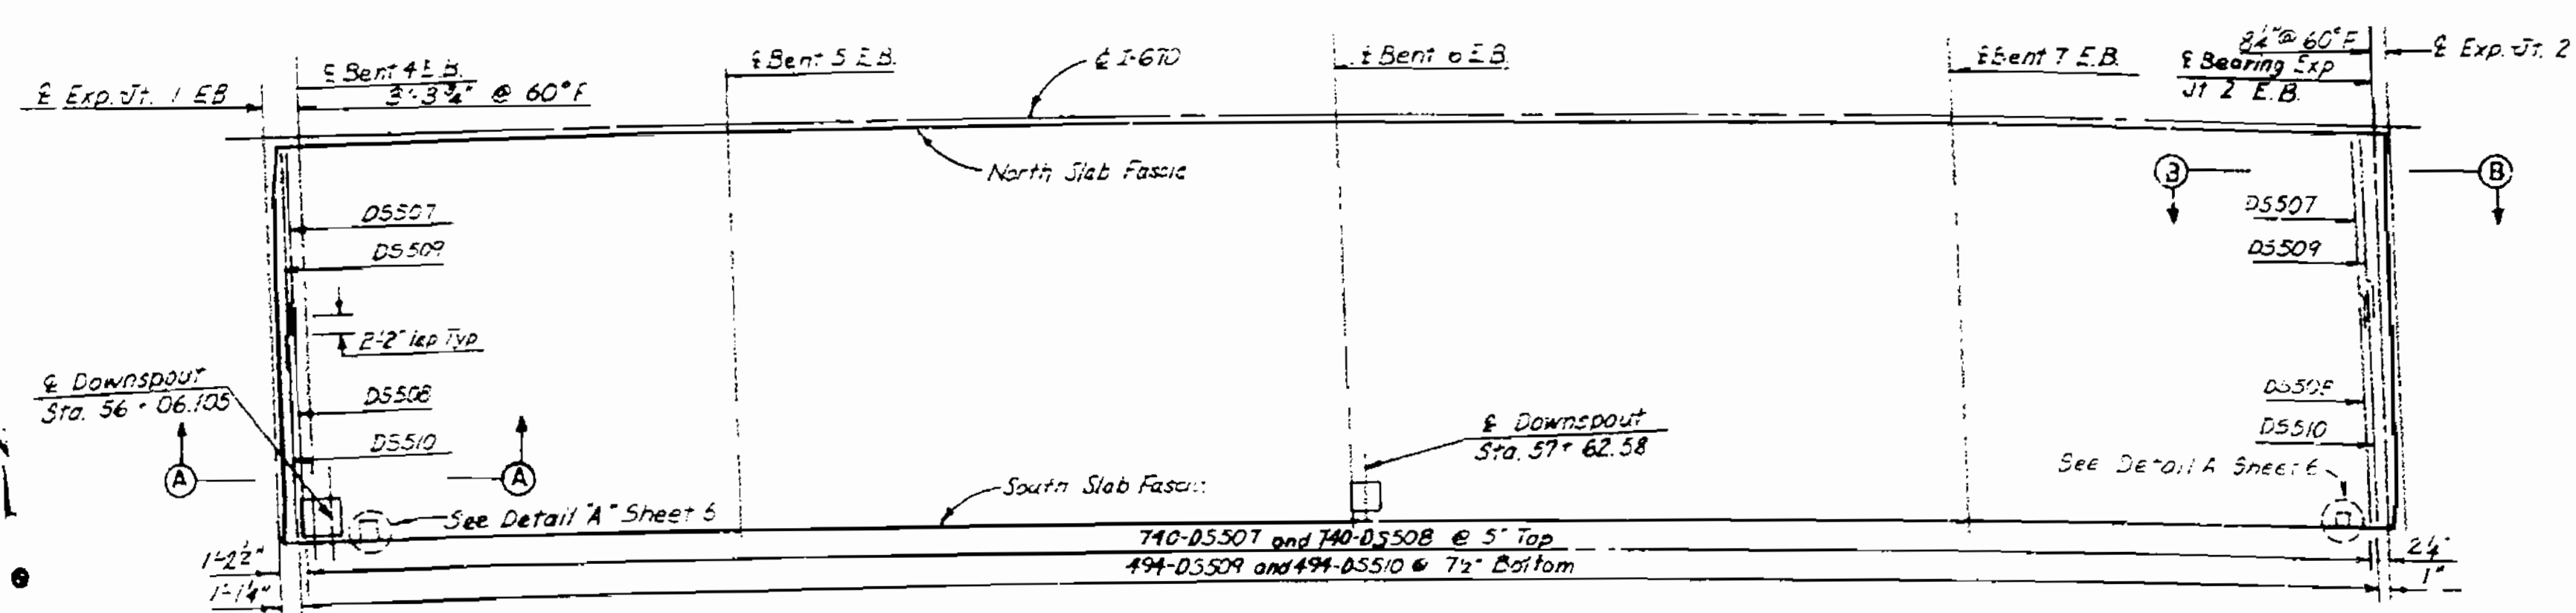 ℄ Exp. Jt. 1 EB
℄ Bent 4 E.B.
3'-3¾" @ 60°F
℄ Bent 5 E.B.
℄ I-670
℄ Bent 6 E.B.
℄ Bent 7 E.B.
8¼" @ 60°F
℄ Bearing Exp
Jt 2 E.B.
℄ Exp. Jt. 2
North Slab Fascia
DS507
DS509
2'-2" lap Typ
DS508
DS510
℄ Downspout
Sta. 56 + 06.105
A
A
See Detail "A" Sheet
South Slab Fascia
℄ Downspout
Sta. 57+ 62.58
B
B
DS507
DS509
DS510
See Detail A Sheet 6
740-DS507 and 740-DS508 @ 5" Top
494-DS509 and 494-DS510 @ 7½" Bottom
1'-2½"
1'-1¼"
2¼"
1"